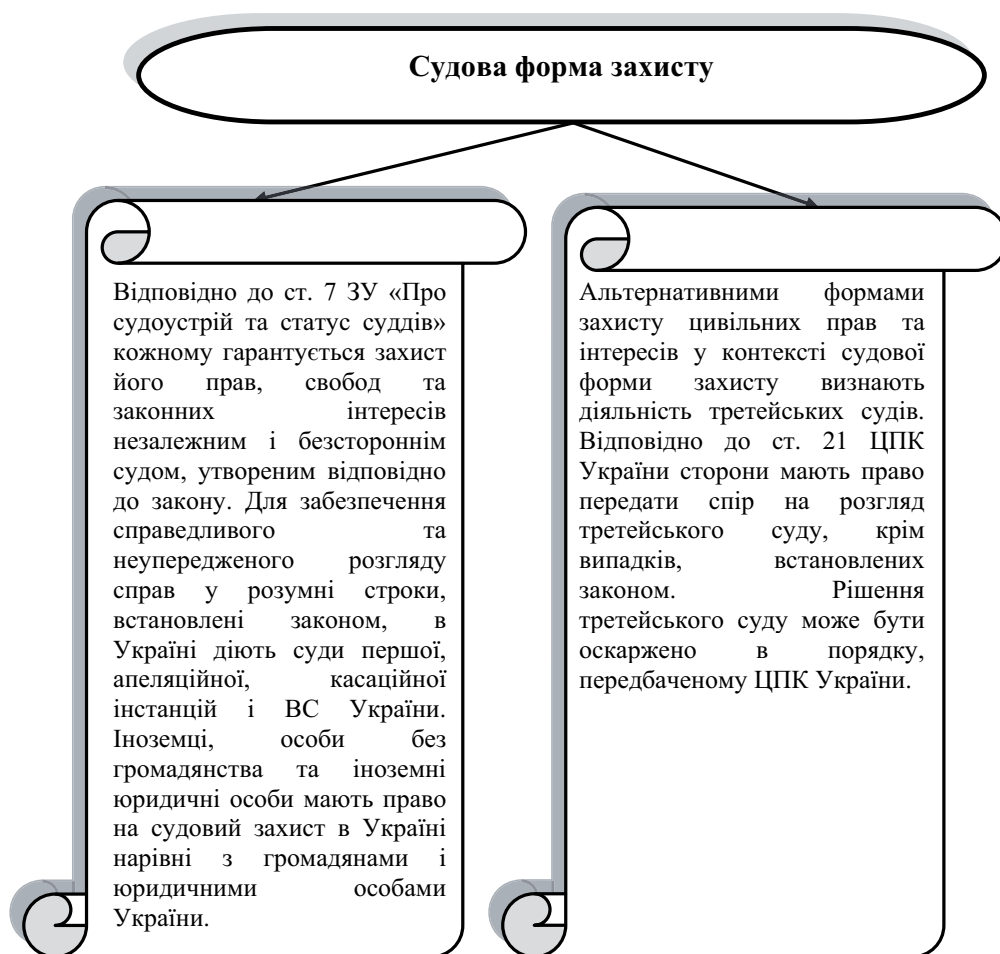 Судова форма захисту
Відповідно до ст. 7 ЗУ «Про
судоустрій та статус суддів»
кожному гарантується захист
його прав, свобод та
законних інтересів
незалежним і безстороннім
судом, утвореним відповідно
до закону. Для забезпечення
справедливого та
неупередженого розгляду
справ у розумні строки,
встановлені законом, в
Україні діють суди першої,
апеляційної, касаційної
інстанцій і ВС України.
Іноземці, особи без
громадянства та іноземні
юридичні особи мають право
на судовий захист в Україні
нарівні з громадянами і
юридичними особами
України.
Альтернативними формами
захисту цивільних прав та
інтересів у контексті судової
форми захисту визнають
діяльність третейських судів.
Відповідно до ст. 21 ЦПК
України сторони мають право
передати спір на розгляд
третейського суду, крім
випадків, встановлених
законом. Рішення
третейського суду може бути
оскаржено в порядку,
передбаченому ЦПК України.